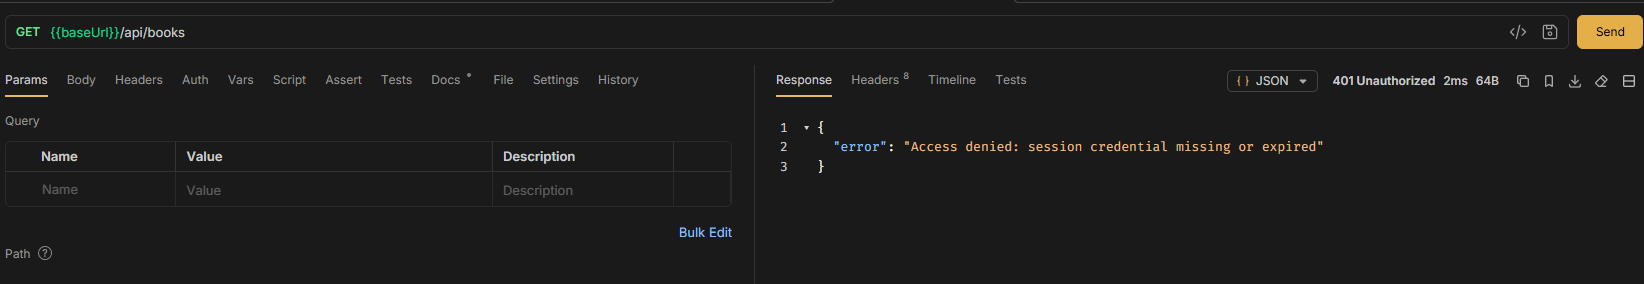 GET {{baseUrl}}/api/books
Send
Params Body Headers Auth Vars Script Assert Tests Docs File Settings History
Query
Name Value Description
Name Value Description
Bulk Edit
Path ?
Response Headers 8 Timeline Tests { } JSON 401 Unauthorized 2ms 64B
1 {
2 "error": "Access denied: session credential missing or expired"
3 }